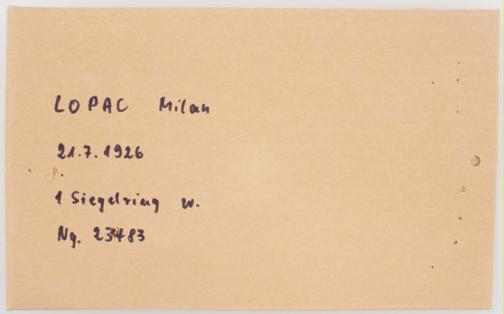 LOPAC Milan
21.7.1926
1 Siegelring w.
Ng. 23483